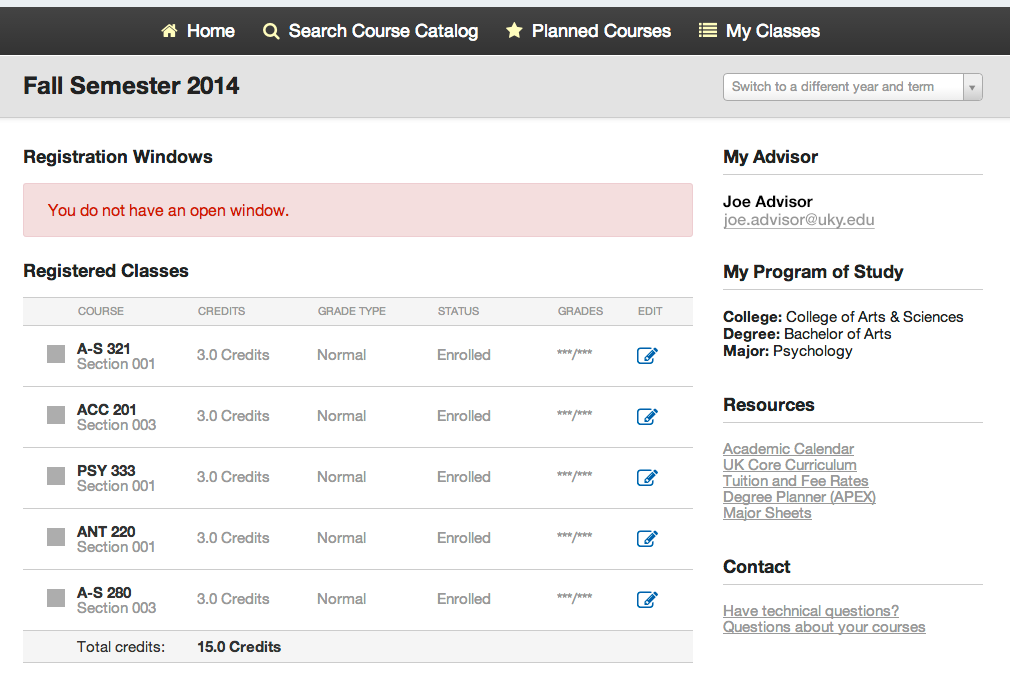 Home Search Course Catalog Planned Courses My Classes
Fall Semester 2014
Switch to a different year and term
Registration Windows
You do not have an open window.
Registered Classes
COURSE CREDITS GRADE TYPE STATUS GRADES EDIT
A-S 321
Section 001
3.0 Credits Normal Enrolled ***/***
ACC 201
Section 003
3.0 Credits Normal Enrolled ***/***
PSY 333
Section 001
3.0 Credits Normal Enrolled ***/***
ANT 220
Section 001
3.0 Credits Normal Enrolled ***/***
A-S 280
Section 003
3.0 Credits Normal Enrolled ***/***
Total credits: 15.0 Credits
My Advisor
Joe Advisor
joe.advisor@uky.edu
My Program of Study
College: College of Arts & Sciences
Degree: Bachelor of Arts
Major: Psychology
Resources
Academic Calendar
UK Core Curriculum
Tuition and Fee Rates
Degree Planner (APEX)
Major Sheets
Contact
Have technical questions?
Questions about your courses